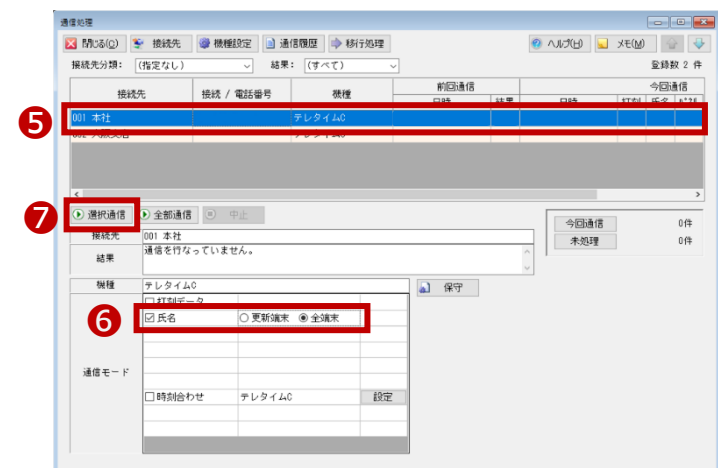 通信処理
閉じる(O) 接続先 機種設定 通信履歴 移行処理 ヘルプ(H) メモ(M)
接続先分類: (指定なし) 結果: (すべて) 登録数 2 件
接続先 接続 / 電話番号 機種 前回通信 今回通信
日時 結果 日時 打刻 氏名
❺
001 本社 テレタイムC
❼
選択通信 全部通信 中止
今回通信 0件
接続先 001 本社
未処理 0件
結果 通信を行なっていません。
機種 テレタイムC 保守
打刻データ
❻
氏名 更新端末 全端末
通信モード
時刻合わせ テレタイムC 設定